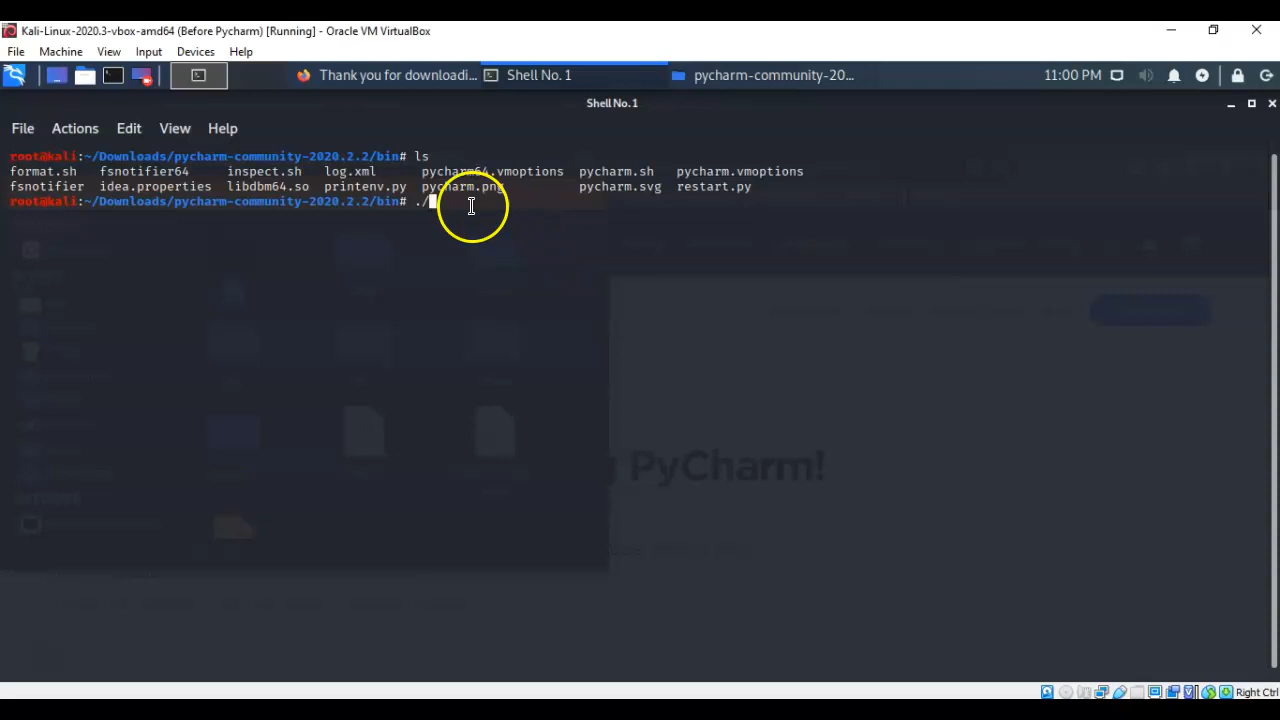 Kali-Linux-2020.3-vbox-amd64 (Before Pycharm) [Running] - Oracle VM VirtualBox
File Machine View Input Devices Help
Thank you for downloadi... Shell No. 1 pycharm-community-20... 11:00 PM
Shell No. 1
File Actions Edit View Help
root@kali:~/Downloads/pycharm-community-2020.2.2/bin# ls
format.sh fsnotifier64 inspect.sh log.xml pycharm64.vmoptions pycharm.sh pycharm.vmoptions
fsnotifier idea.properties libdbm64.so printenv.py pycharm.png pycharm.svg restart.py
root@kali:~/Downloads/pycharm-community-2020.2.2/bin# ./
PyCharm!
Right Ctrl